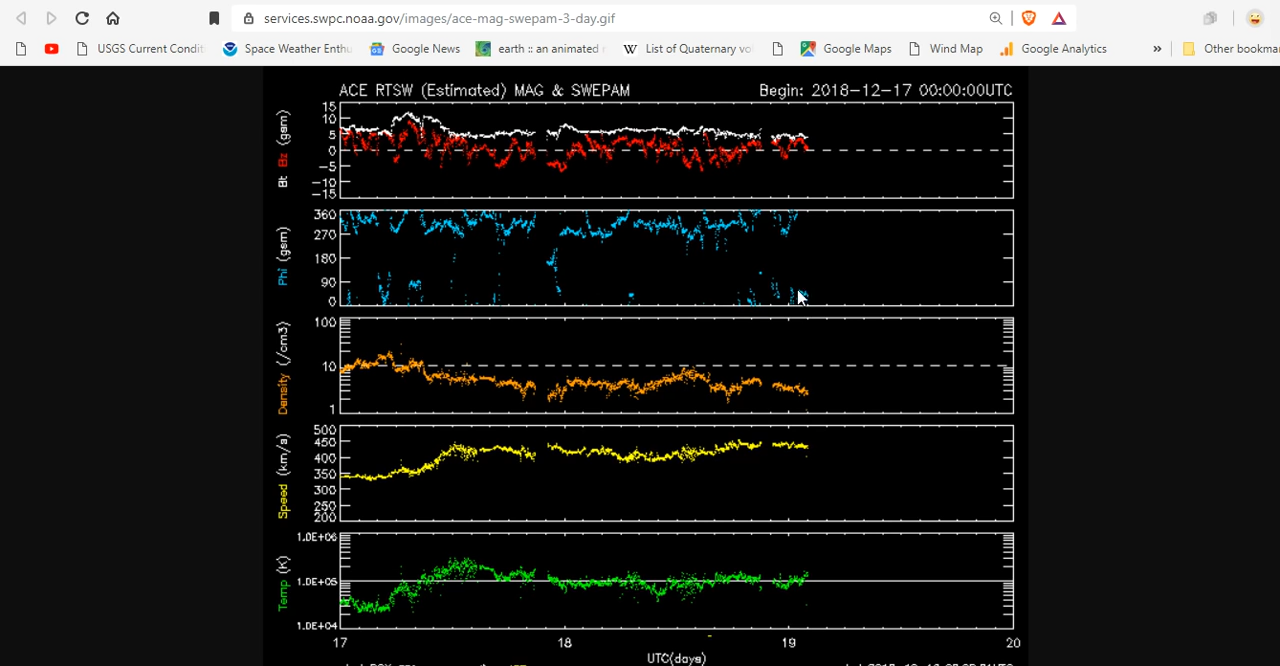 services.swpc.noaa.gov/images/ace-mag-swepam-3-day.gif
USGS Current Condit
Space Weather Enthu
Google News
earth :: an animated
W List of Quaternary vo
Google Maps
Wind Map
Google Analytics
»
Other bookma
ACE RTSW (Estimated) MAG & SWEPAM
Begin: 2018-12-17 00:00:00UTC
Bt Bz (gsm)
15
10
5
0
-5
-10
-15
Phi (gsm)
360
270
180
90
0
Density (/cm3)
100
10
1
Speed (km/s)
500
450
400
350
300
250
200
Temp (K)
1.0E+06
1.0E+05
1.0E+04
17 18 19 20
UTC(days)